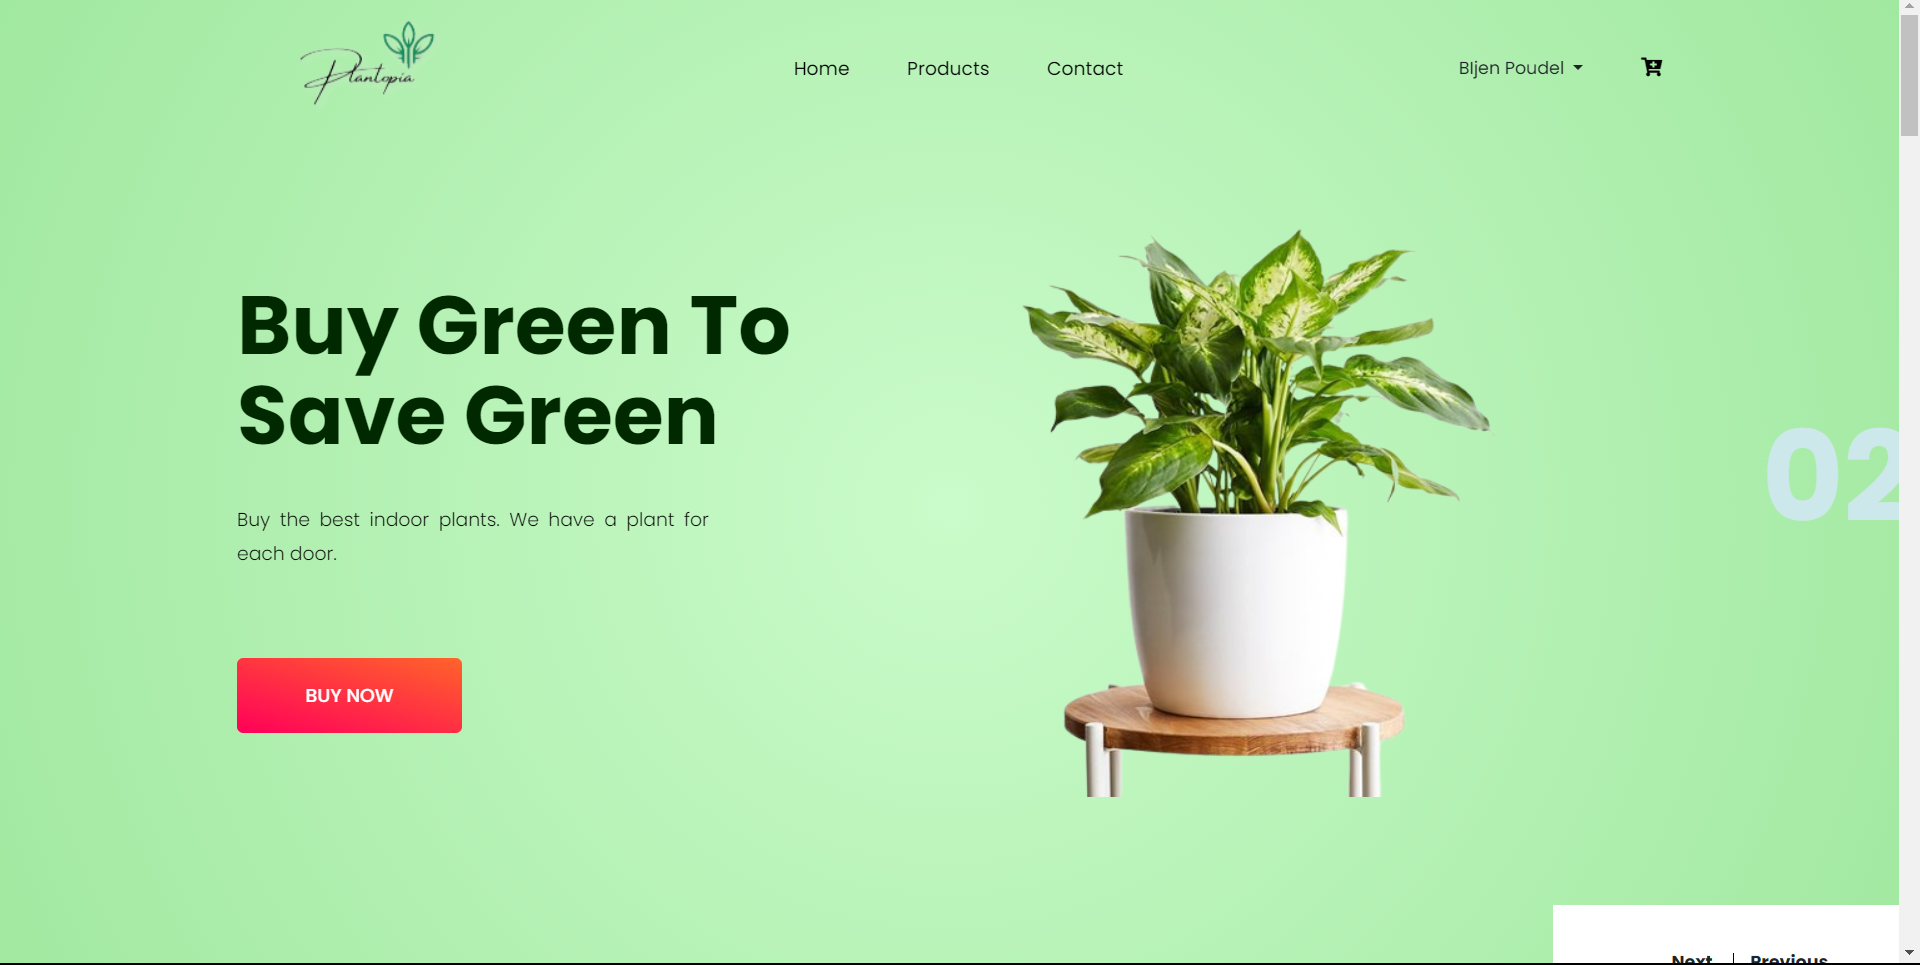 Plantopia
Home Products Contact
BIjen Poudel
Buy Green To
Save Green
02
Buy the best indoor plants. We have a plant for
each door.
BUY NOW
Next Previous